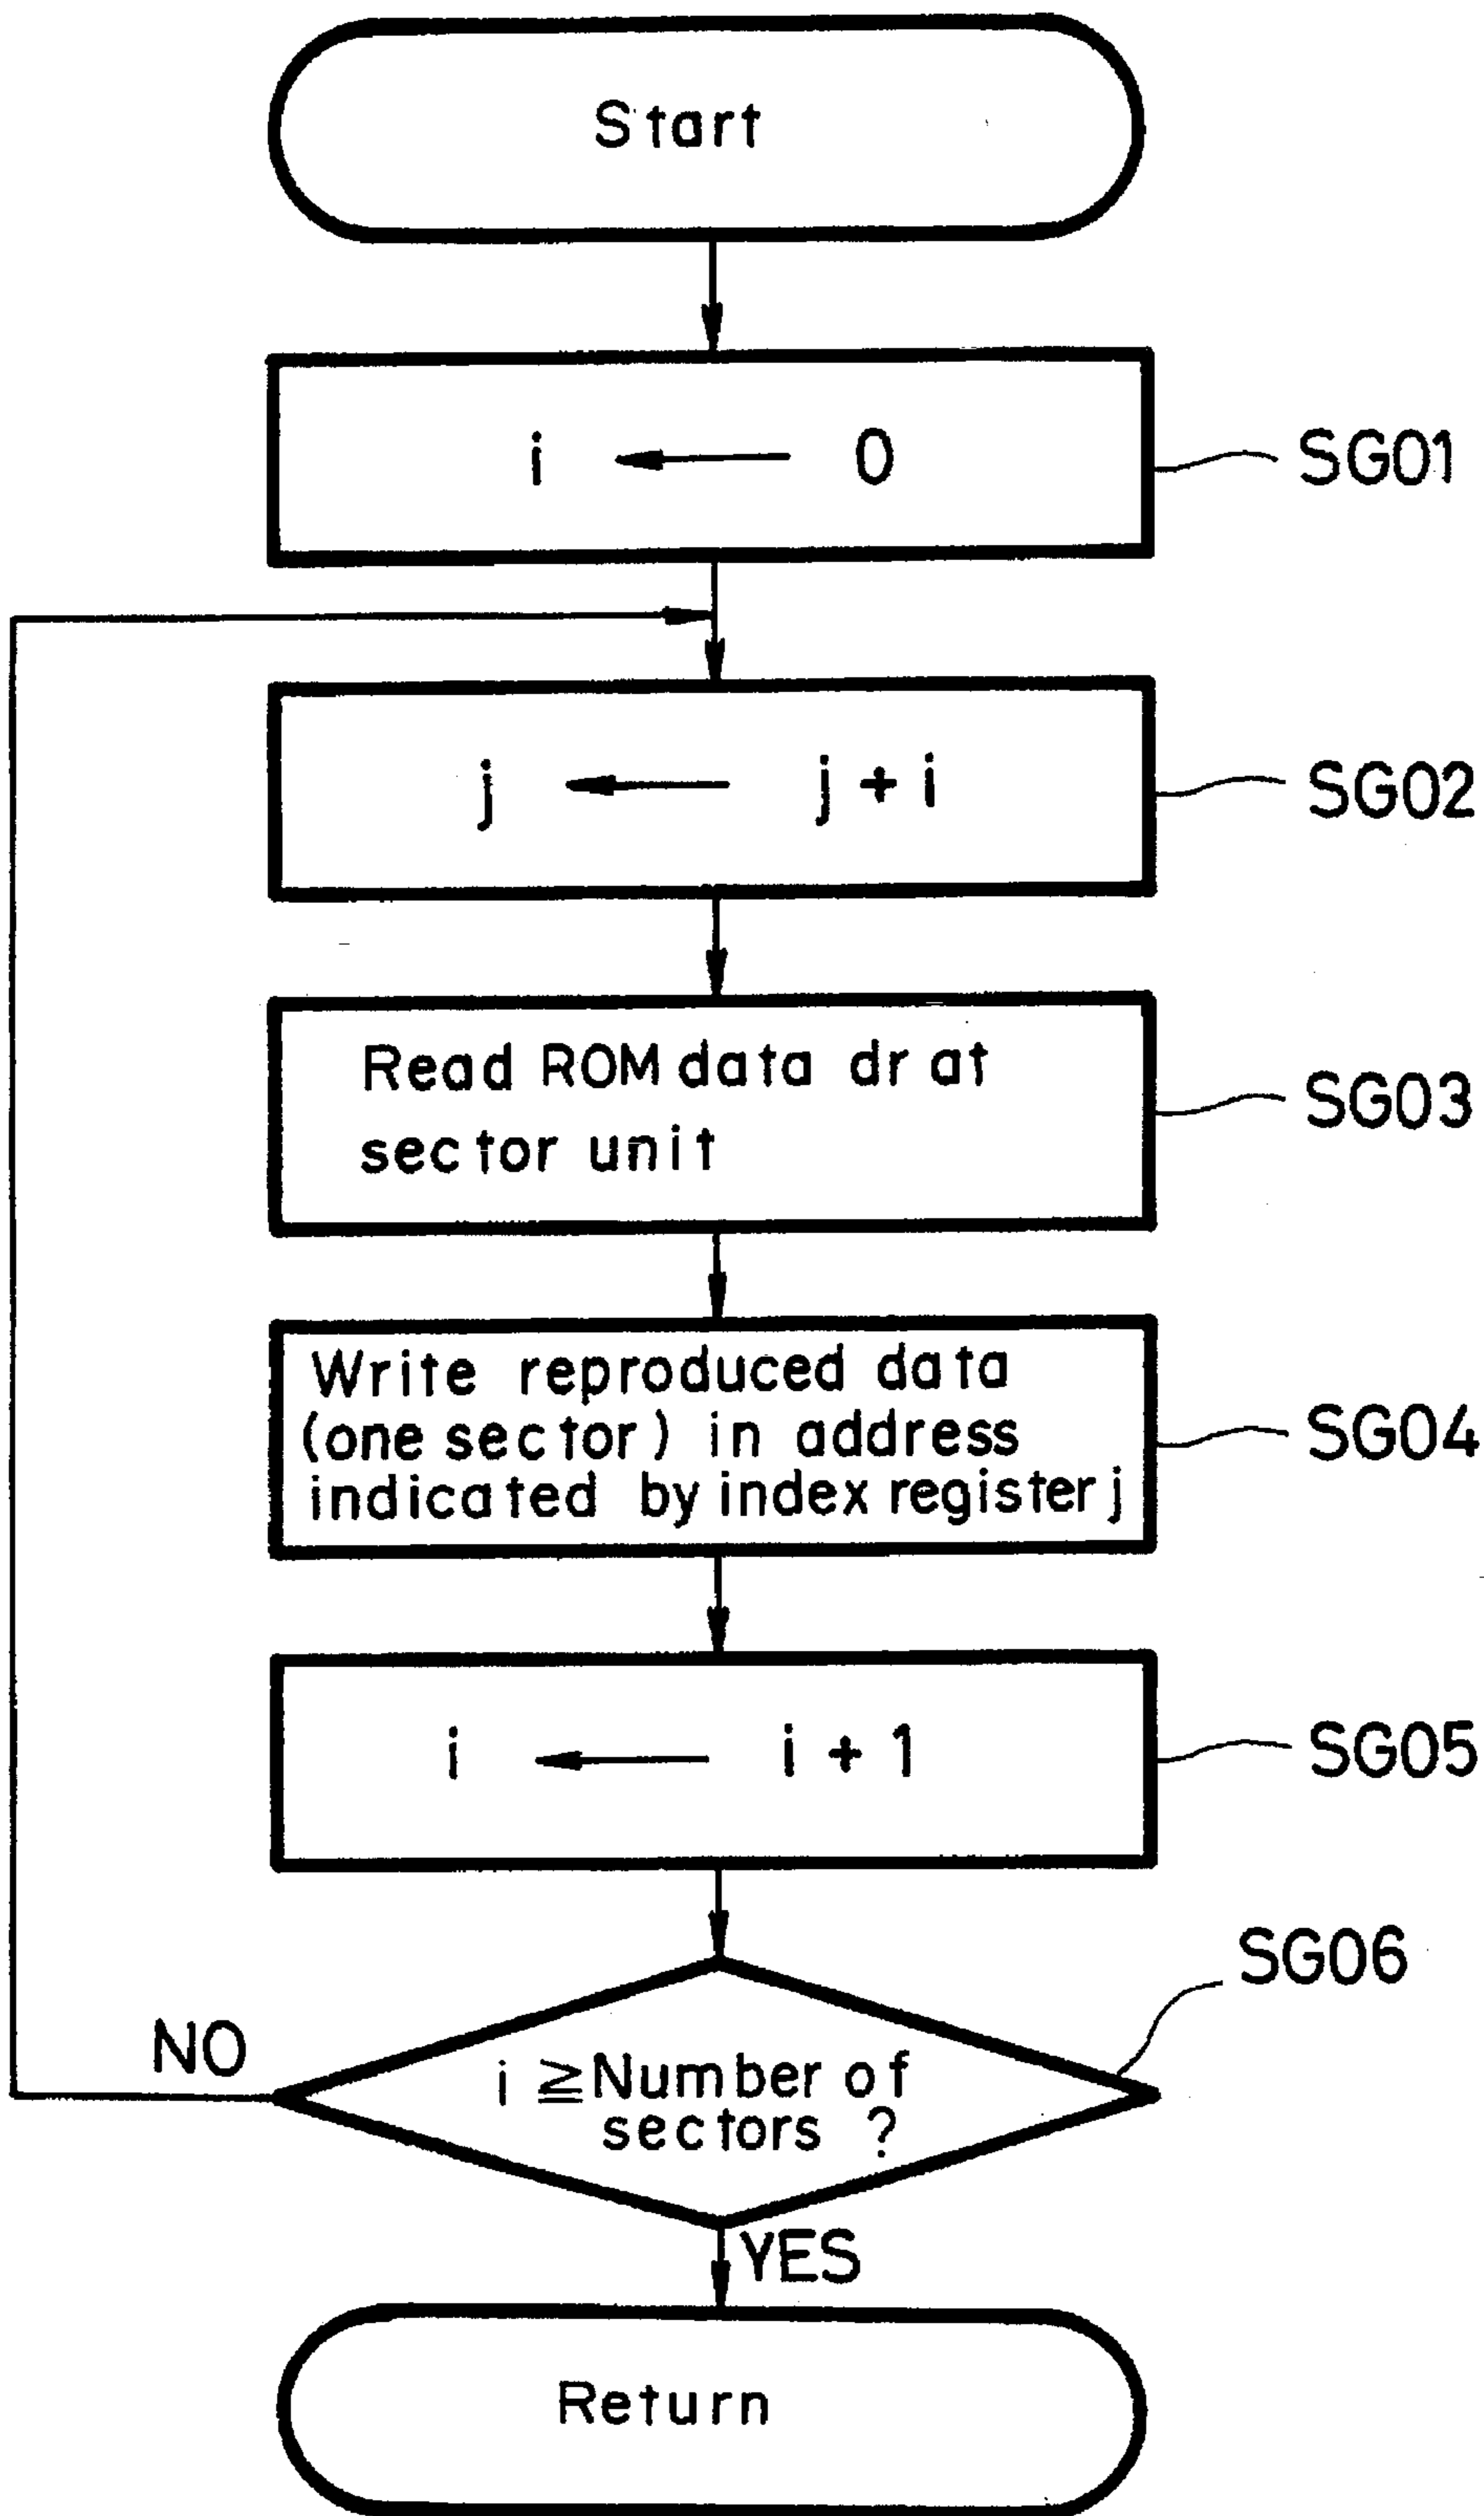 Start
i ← 0
SG01
j ← j + i
SG02
Read ROM data dr at
sector unit
SG03
Write reproduced data
(one sector) in address
indicated by index register j
SG04
i ← i + 1
SG05
SG06
NO
i ≧ Number of
sectors ?
YES
Return